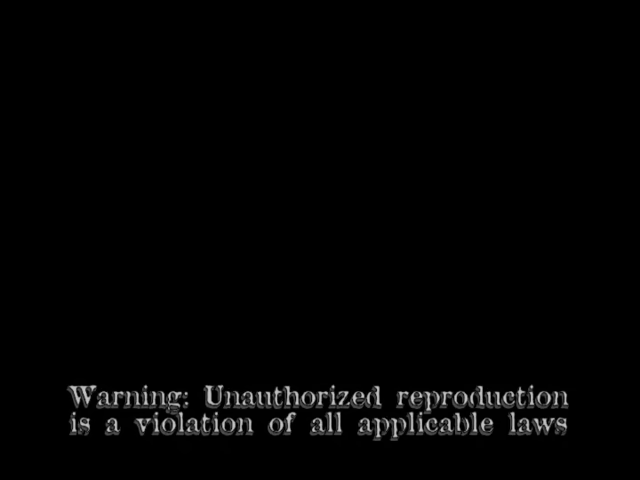 Warning: Unauthorized reproduction
is a violation of all applicable laws